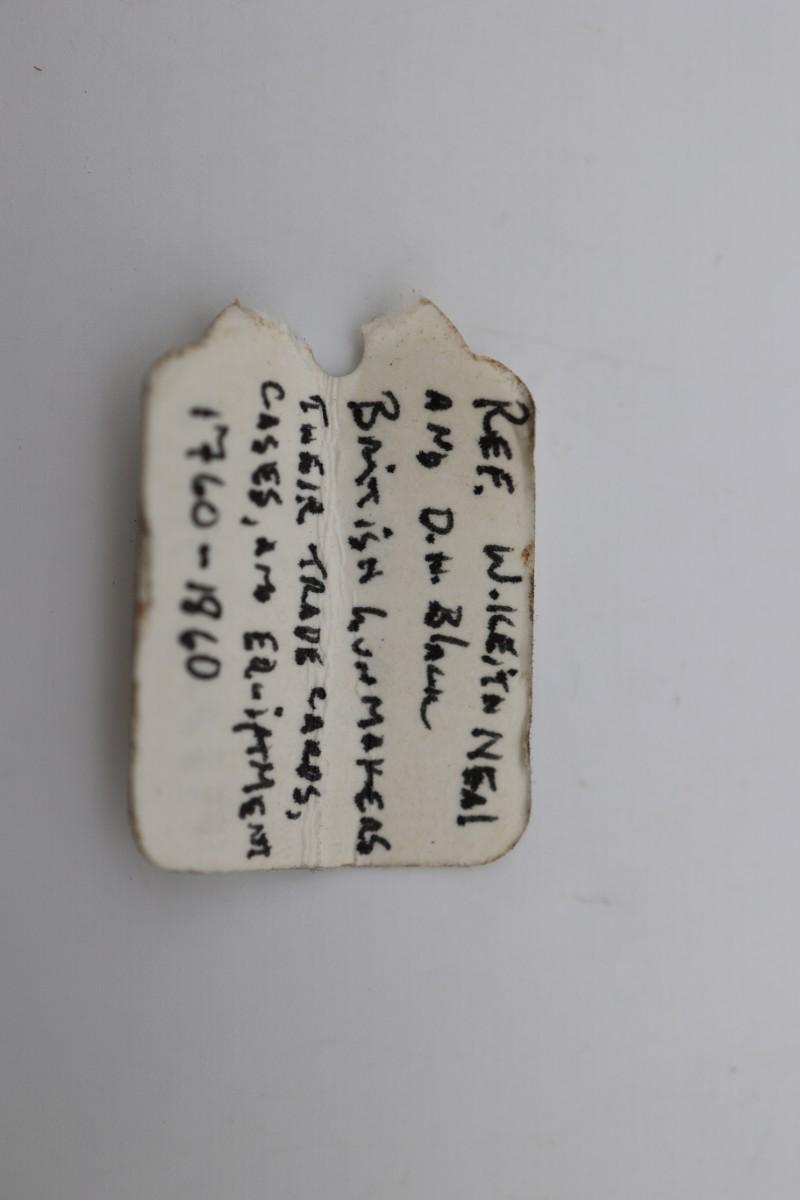 REF. W. KEITH NEAL
AND D.H. Black
BRITISH GUNMAKERS
THEIR TRADE CARDS,
CASES, AND EQUIPMENT
1760-1860